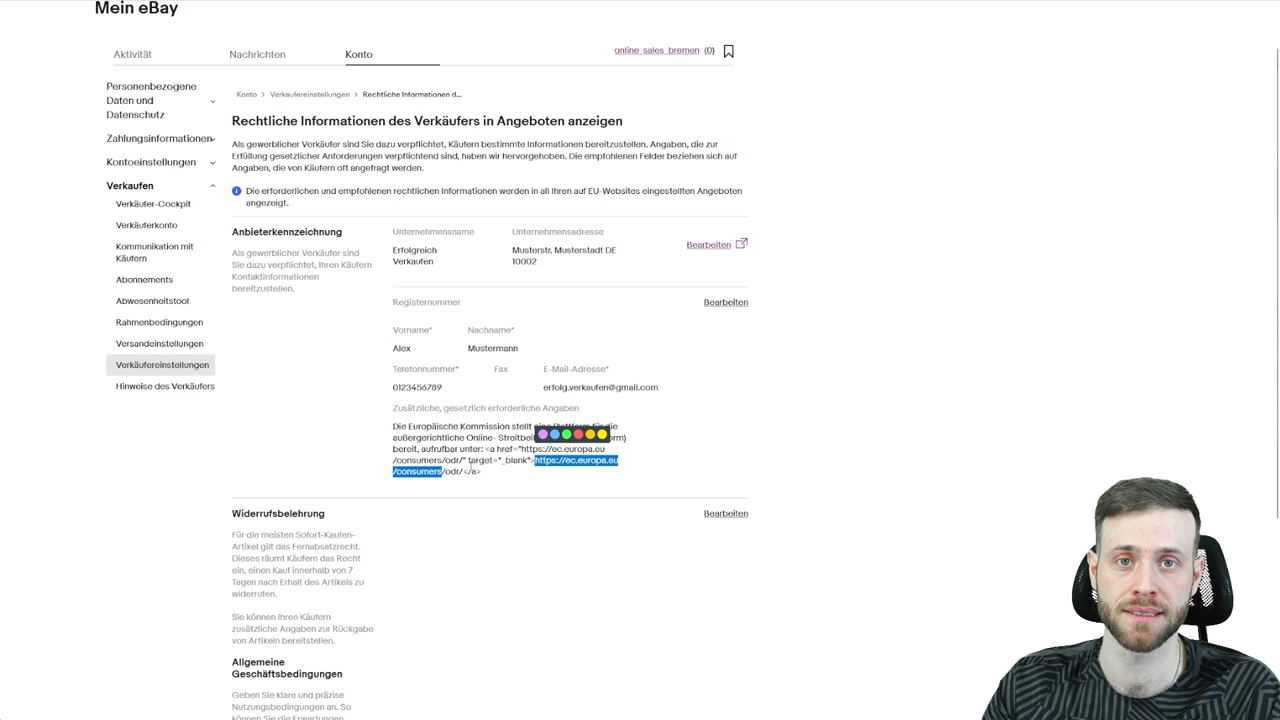 Mein eBay
Aktivität
Nachrichten
Konto
online_sales_bremen (0)
Personenbezogene
Daten und
Datenschutz
Zahlungsinformationen
Kontoeinstellungen
Verkaufen
Verkäufer-Cockpit
Verkäuferkonto
Kommunikation mit
Käufern
Abonnements
Abwesenheitstool
Rahmenbedingungen
Versandeinstellungen
Verkäufereinstellungen
Hinweise des Verkäufers
Konto > Verkäufereinstellungen > Rechtliche Informationen d...
Rechtliche Informationen des Verkäufers in Angeboten anzeigen
Als gewerblicher Verkäufer sind Sie dazu verpflichtet, Käufern bestimmte Informationen bereitzustellen. Angaben, die zur
Erfüllung gesetzlicher Anforderungen verpflichtend sind, haben wir hervorgehoben. Die empfohlenen Felder beziehen sich auf
Angaben, die von Käufern oft angefragt werden.
Die erforderlichen und empfohlenen rechtlichen Informationen werden in all Ihren auf EU-Websites eingestellten Angeboten
angezeigt.
Anbieterkennzeichnung
Als gewerblicher Verkäufer sind
Sie dazu verpflichtet, Ihren Käufern
Kontaktinformationen
bereitzustellen.
Unternehmensname
Erfolgreich
Verkaufen
Unternehmensadresse
Musterstr. Musterstadt DE
10002
Bearbeiten
Registernummer
Bearbeiten
Vorname*
Nachname*
Alex
Mustermann
Telefonnummer*
Fax
E-Mail-Adresse*
0123456789
erfolg.verkaufen@gmail.com
Zusätzliche, gesetzlich erforderliche Angaben
Die Europäische Kommission stellt eine Plattform für die
außergerichtliche Online- Streitbei
bereit, aufrufbar unter: <a href="https://ec.europa.eu
/consumers/odr/" target="_blank">https://ec.europa.eu
/consumers/odr/</a>
Widerrufsbelehrung
Bearbeiten
Für die meisten Sofort-Kaufen-
Artikel gilt das Fernabsatzrecht.
Dieses räumt Käufern das Recht
ein, einen Kauf innerhalb von 7
Tagen nach Erhalt des Artikels zu
widerrufen.
Sie können Ihren Käufern
zusätzliche Angaben zur Rückgabe
von Artikeln bereitstellen.
Allgemeine
Geschäftsbedingungen
Geben Sie klare und präzise
Nutzungsbedingungen an. So
können Sie die Erwartungen